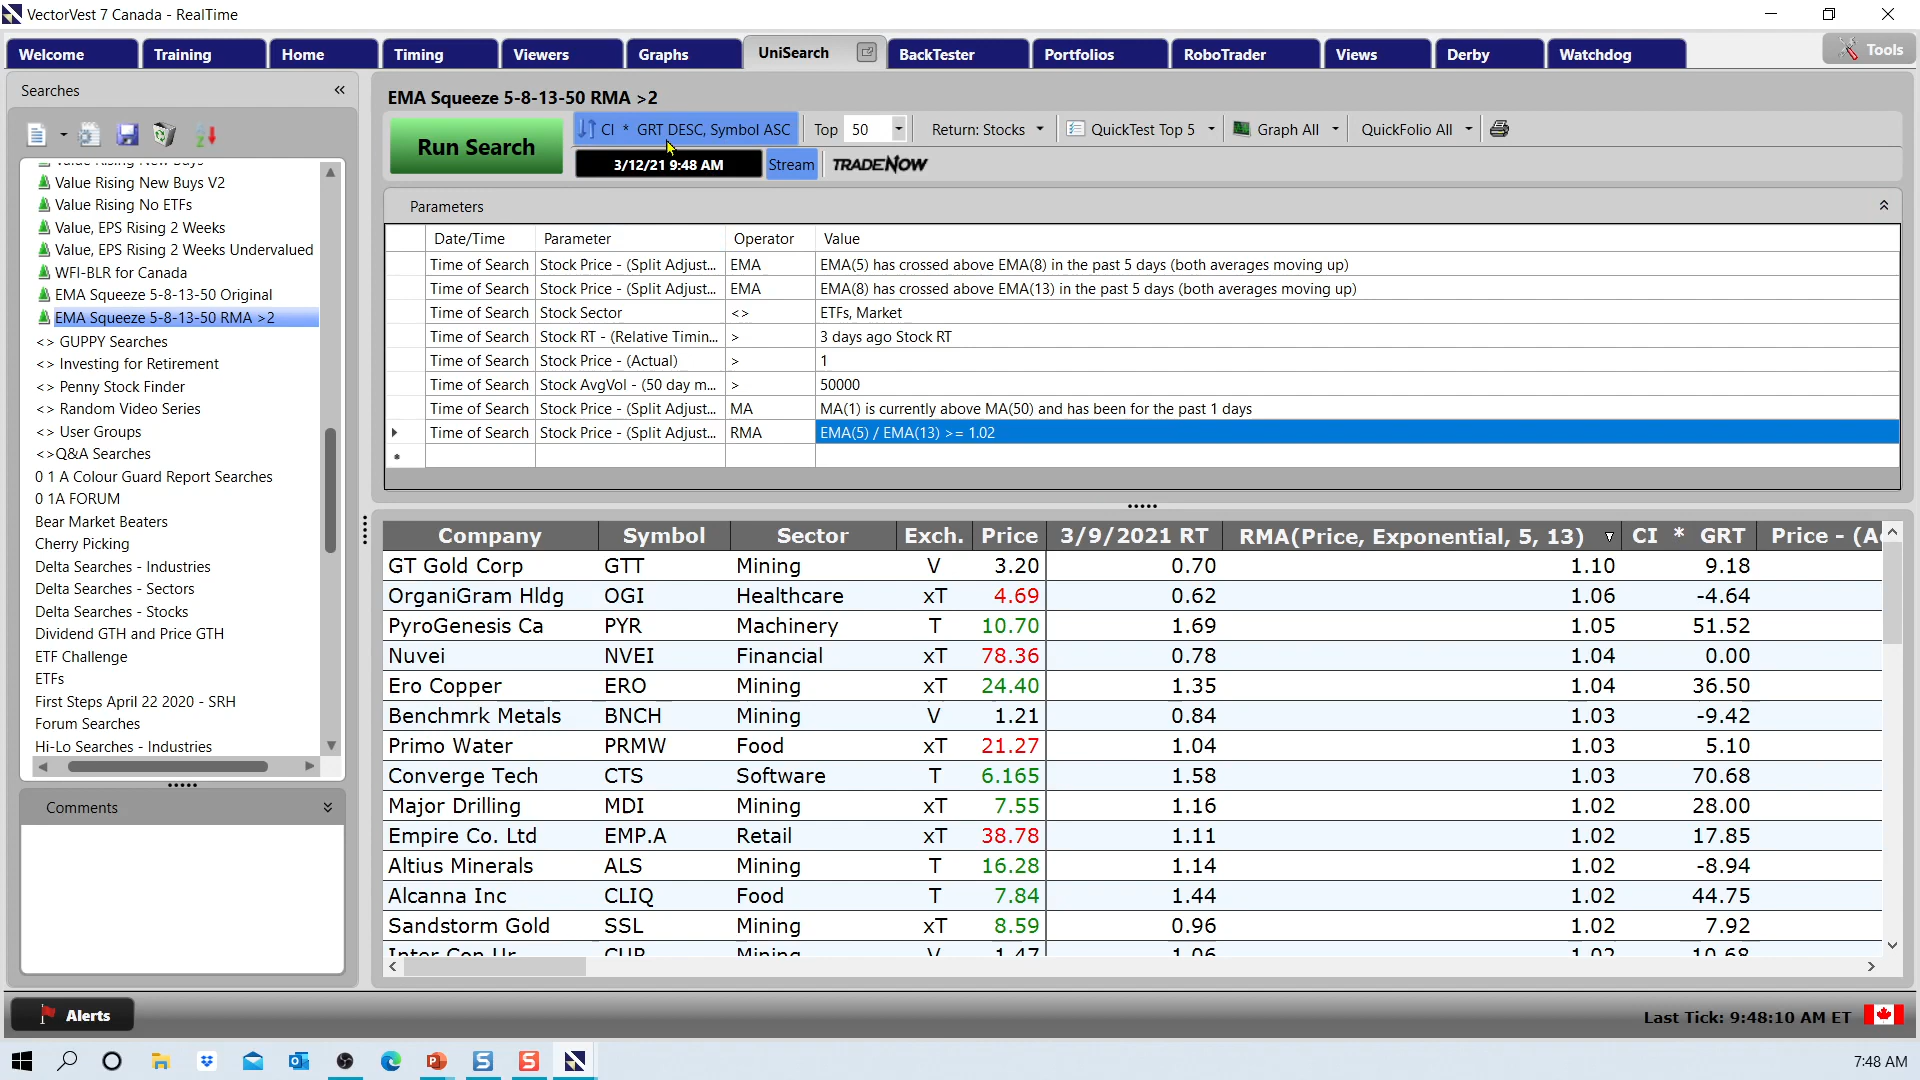 VectorVest 7 Canada - RealTime
Welcome Training Home Timing Viewers Graphs UniSearch BackTester Portfolios RoboTrader Views Derby Watchdog Tools
Searches «
Value Rising New Buys
Value Rising New Buys V2
Value Rising No ETFs
Value, EPS Rising 2 Weeks
Value, EPS Rising 2 Weeks Undervalued
WFI-BLR for Canada
EMA Squeeze 5-8-13-50 Original
EMA Squeeze 5-8-13-50 RMA >2
<> GUPPY Searches
<> Investing for Retirement
<> Penny Stock Finder
<> Random Video Series
<> User Groups
<>Q&A Searches
0 1 A Colour Guard Report Searches
0 1A FORUM
Bear Market Beaters
Cherry Picking
Delta Searches - Industries
Delta Searches - Sectors
Delta Searches - Stocks
Dividend GTH and Price GTH
ETF Challenge
ETFs
First Steps April 22 2020 - SRH
Forum Searches
Hi-Lo Searches - Industries
Comments
EMA Squeeze 5-8-13-50 RMA >2
Run Search
CI * GRT DESC, Symbol ASC Top 50 Return: Stocks QuickTest Top 5 Graph All QuickFolio All
3/12/21 9:48 AM Stream TRADENOW
Parameters
Date/Time Parameter Operator Value
Time of Search Stock Price - (Split Adjust... EMA EMA(5) has crossed above EMA(8) in the past 5 days (both averages moving up)
Time of Search Stock Price - (Split Adjust... EMA EMA(8) has crossed above EMA(13) in the past 5 days (both averages moving up)
Time of Search Stock Sector <> ETFs, Market
Time of Search Stock RT - (Relative Timin... > 3 days ago Stock RT
Time of Search Stock Price - (Actual) > 1
Time of Search Stock AvgVol - (50 day m... > 50000
Time of Search Stock Price - (Split Adjust... MA MA(1) is currently above MA(50) and has been for the past 1 days
Time of Search Stock Price - (Split Adjust... RMA EMA(5) / EMA(13) >= 1.02
*
Company Symbol Sector Exch. Price 3/9/2021 RT RMA(Price, Exponential, 5, 13) CI * GRT Price - (A
GT Gold Corp GTT Mining V 3.20 0.70 1.10 9.18
OrganiGram Hldg OGI Healthcare xT 4.69 0.62 1.06 -4.64
PyroGenesis Ca PYR Machinery T 10.70 1.69 1.05 51.52
Nuvei NVEI Financial xT 78.36 0.78 1.04 0.00
Ero Copper ERO Mining xT 24.40 1.35 1.04 36.50
Benchmrk Metals BNCH Mining V 1.21 0.84 1.03 -9.42
Primo Water PRMW Food xT 21.27 1.04 1.03 5.10
Converge Tech CTS Software T 6.165 1.58 1.03 70.68
Major Drilling MDI Mining xT 7.55 1.16 1.02 28.00
Empire Co. Ltd EMP.A Retail xT 38.78 1.11 1.02 17.85
Altius Minerals ALS Mining T 16.28 1.14 1.02 -8.94
Alcanna Inc CLIQ Food T 7.84 1.44 1.02 44.75
Sandstorm Gold SSL Mining xT 8.59 0.96 1.02 7.92
Inter Con Ur CUR Mining V 1.47 1.06 1.02 10.68
Alerts
Last Tick: 9:48:10 AM ET
7:48 AM